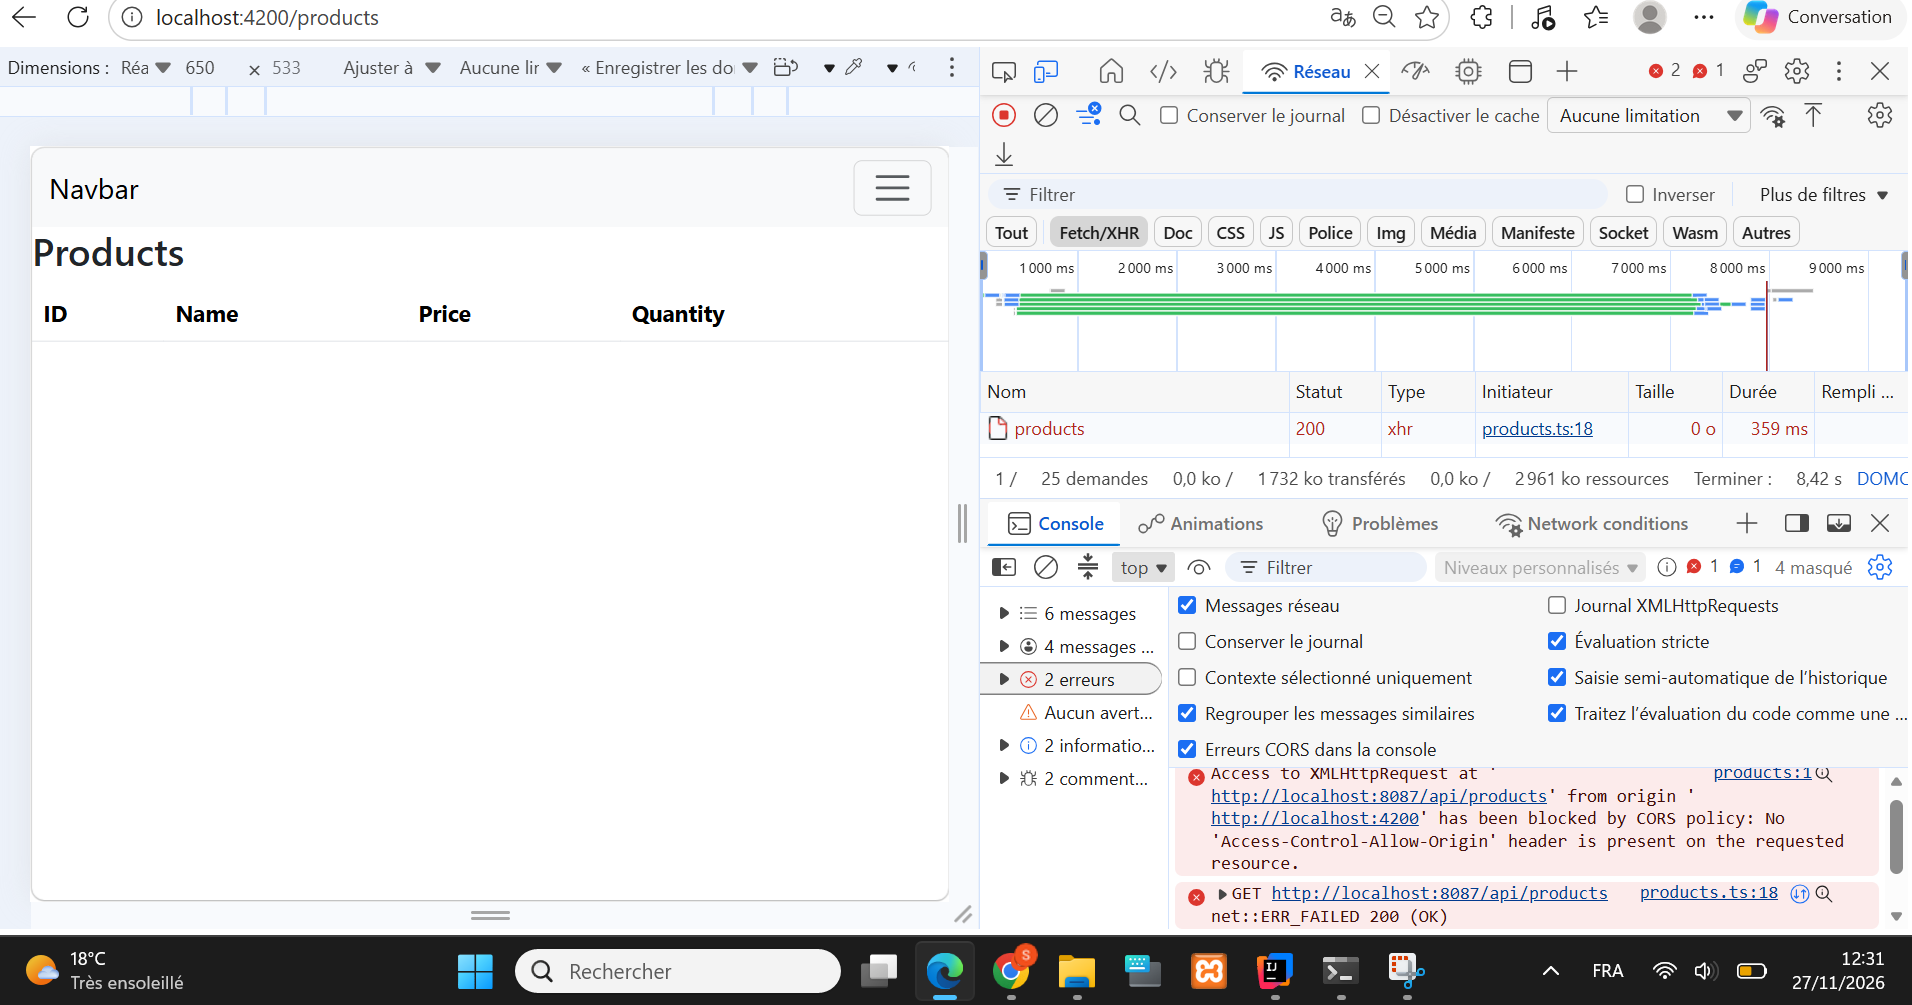 localhost:4200/products
Conversation
Dimensions : Réa 650 × 533 Ajuster à Aucune lir « Enregistrer les do
Réseau 2 1
Conserver le journal Désactiver le cache Aucune limitation
Filtrer Inverser Plus de filtres
Tout Fetch/XHR Doc CSS JS Police Img Média Manifeste Socket Wasm Autres
1 000 ms 2 000 ms 3 000 ms 4 000 ms 5 000 ms 6 000 ms 7 000 ms 8 000 ms 9 000 ms
Nom Statut Type Initiateur Taille Durée Rempli ...
products 200 xhr products.ts:18 0 o 359 ms
1 / 25 demandes 0,0 ko / 1 732 ko transférés 0,0 ko / 2 961 ko ressources Terminer : 8,42 s DOMC
Navbar
Products
ID Name Price Quantity
Console Animations Problèmes Network conditions
top Filtrer Niveaux personnalisés 1 1 4 masqué
6 messages
4 messages ...
2 erreurs
Aucun avert...
2 informatio...
2 comment...
Messages réseau Journal XMLHttpRequests
Conserver le journal Évaluation stricte
Contexte sélectionné uniquement Saisie semi-automatique de l’historique
Regrouper les messages similaires Traitez l’évaluation du code comme une ...
Erreurs CORS dans la console
Access to XMLHttpRequest at ' products:1
http://localhost:8087/api/products' from origin '
http://localhost:4200' has been blocked by CORS policy: No
'Access-Control-Allow-Origin' header is present on the requested
resource.
GET http://localhost:8087/api/products products.ts:18
net::ERR_FAILED 200 (OK)
18°C
Très ensoleillé
Rechercher
S
IJ
FRA
12:31
27/11/2026